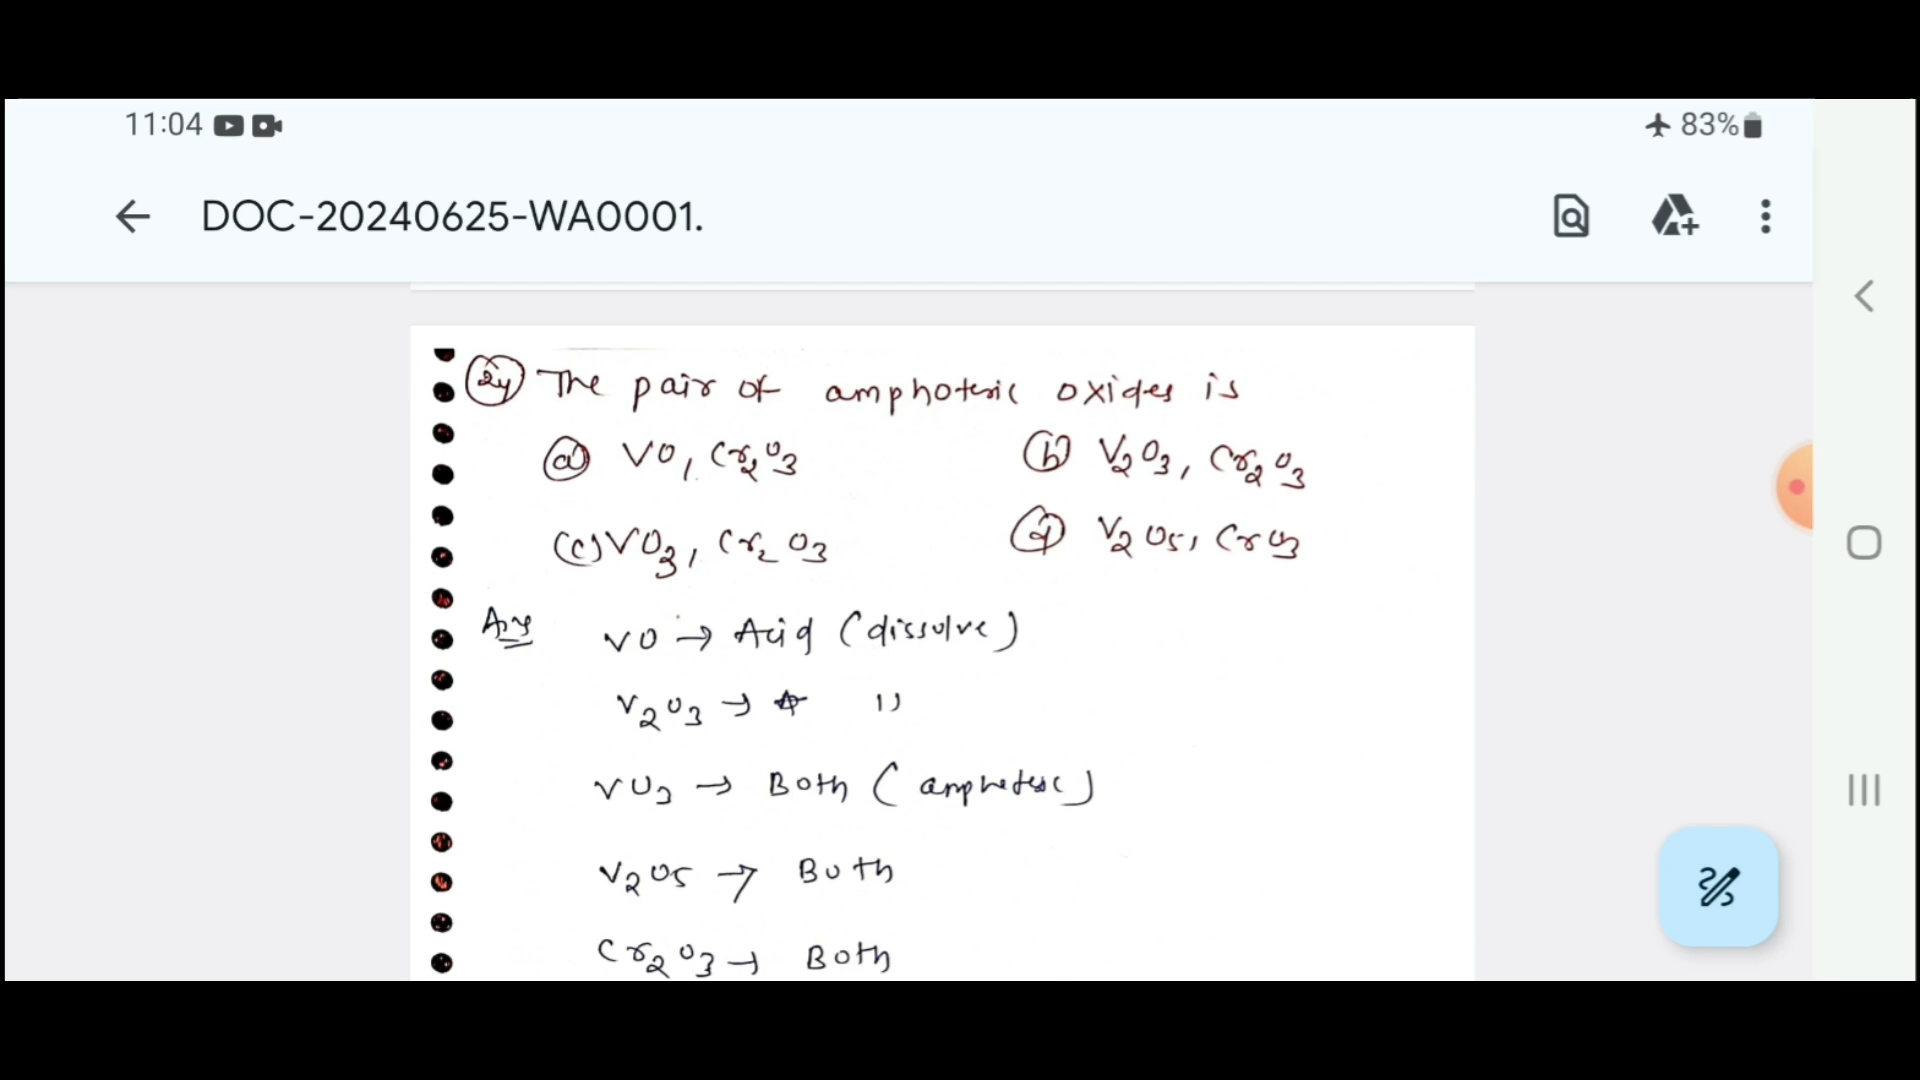 11:04
83%
DOC-20240625-WA0001.
24 The pair of amphoteric oxides is
(a) VO, Cr2O3
(b) V2O3, Cr2O3
(c) VO2, Cr2O3
(d) V2O5, CrO3
Ans
VO → Acid (dissolve)
V2O3 → 11
VO2 → Both (amphoteric)
V2O5 → Both
Cr2O3 → Both